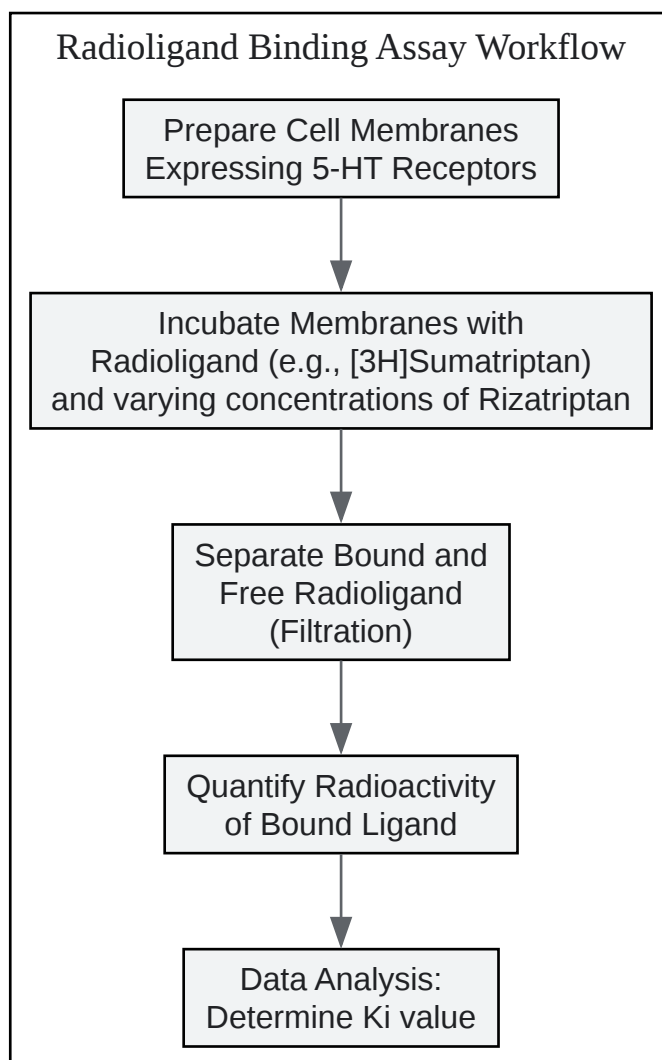 Radioligand Binding Assay Workflow
Prepare Cell Membranes
Expressing 5-HT Receptors
Incubate Membranes with
Radioligand (e.g., [3H]Sumatriptan)
and varying concentrations of Rizatriptan
Separate Bound and
Free Radioligand
(Filtration)
Quantify Radioactivity
of Bound Ligand
Data Analysis:
Determine Ki value